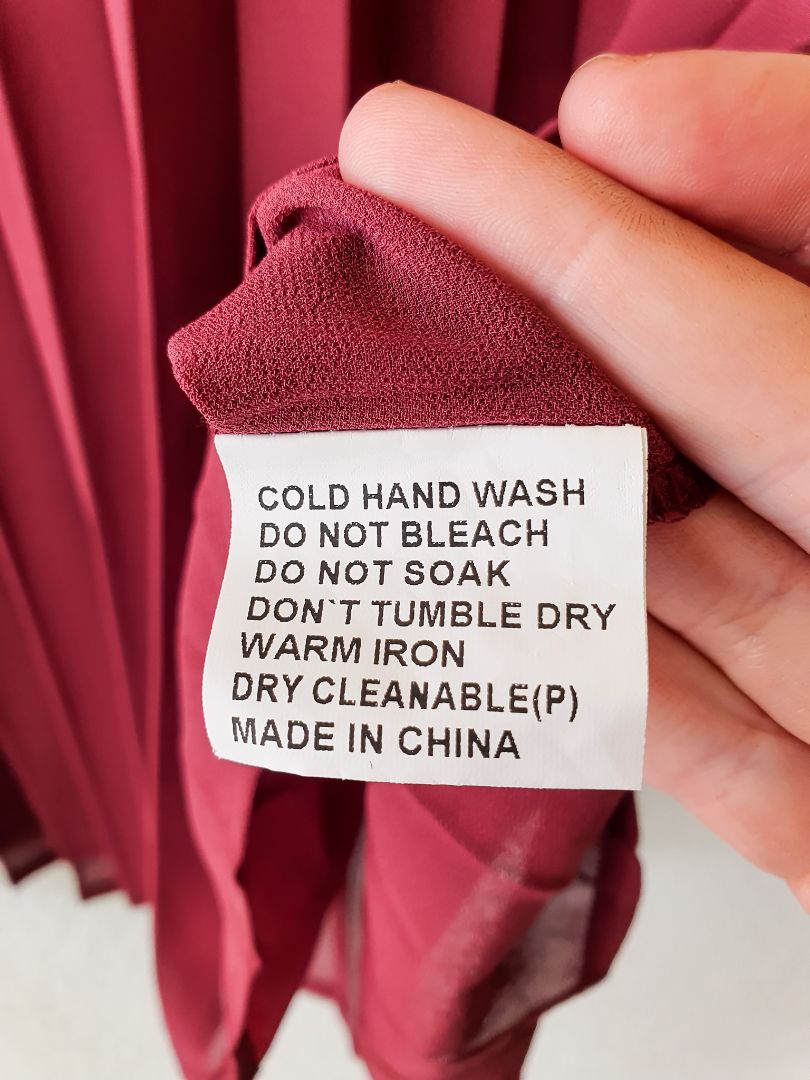 COLD HAND WASH
DO NOT BLEACH
DO NOT SOAK
DON`T TUMBLE DRY
WARM IRON
DRY CLEANABLE(P)
MADE IN CHINA